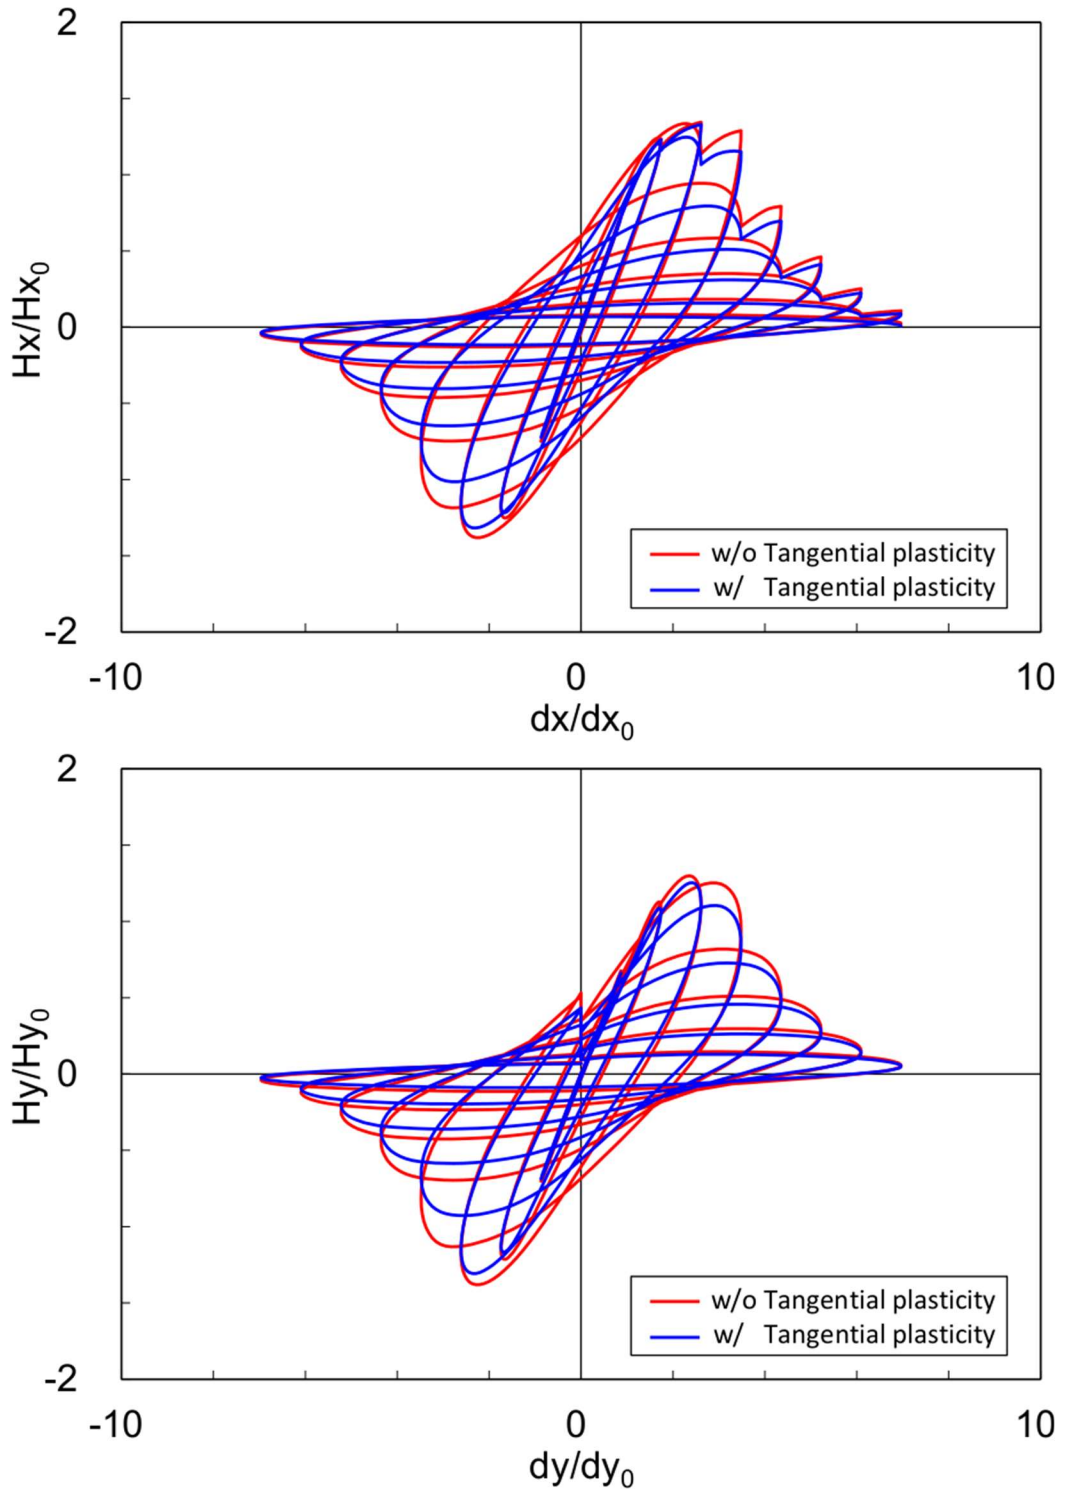 2
Hx/Hx0
0
w/o Tangential plasticity
w/ Tangential plasticity
-2
-10 0 10
dx/dx0
2
Hy/Hy0
0
w/o Tangential plasticity
w/ Tangential plasticity
-2
-10 0 10
dy/dy0